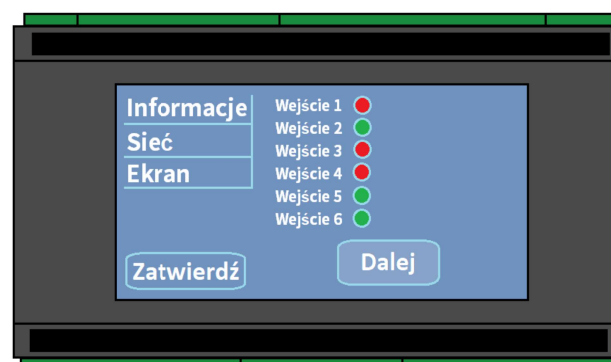 Informacje
Sieć
Ekran
Zatwierdź
Wejście 1
Wejście 2
Wejście 3
Wejście 4
Wejście 5
Wejście 6
Dalej